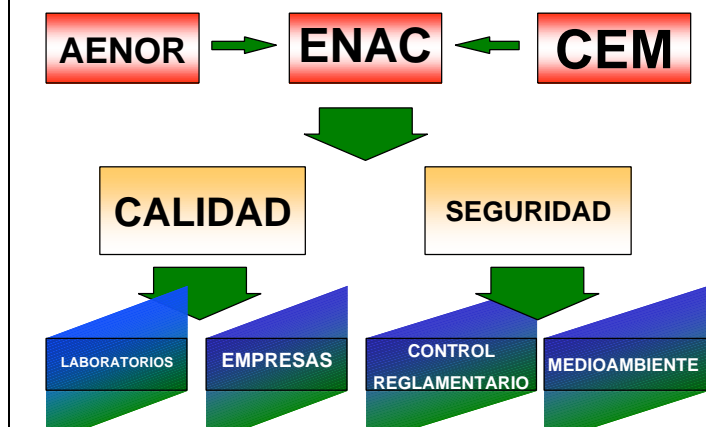 AENOR
ENAC
CEM
CALIDAD
SEGURIDAD
LABORATORIOS
EMPRESAS
CONTROL
REGLAMENTARIO
MEDIOAMBIENTE